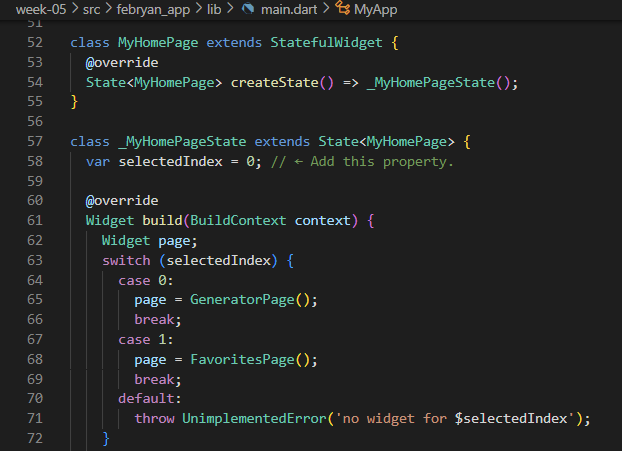 week-05 > src > febryan_app > lib > main.dart > MyApp
51
52 class MyHomePage extends StatefulWidget {
53   @override
54   State<MyHomePage> createState() => _MyHomePageState();
55 }
56
57 class _MyHomePageState extends State<MyHomePage> {
58   var selectedIndex = 0; // ← Add this property.
59
60   @override
61   Widget build(BuildContext context) {
62     Widget page;
63     switch (selectedIndex) {
64       case 0:
65         page = GeneratorPage();
66         break;
67       case 1:
68         page = FavoritesPage();
69         break;
70       default:
71         throw UnimplementedError('no widget for $selectedIndex');
72     }